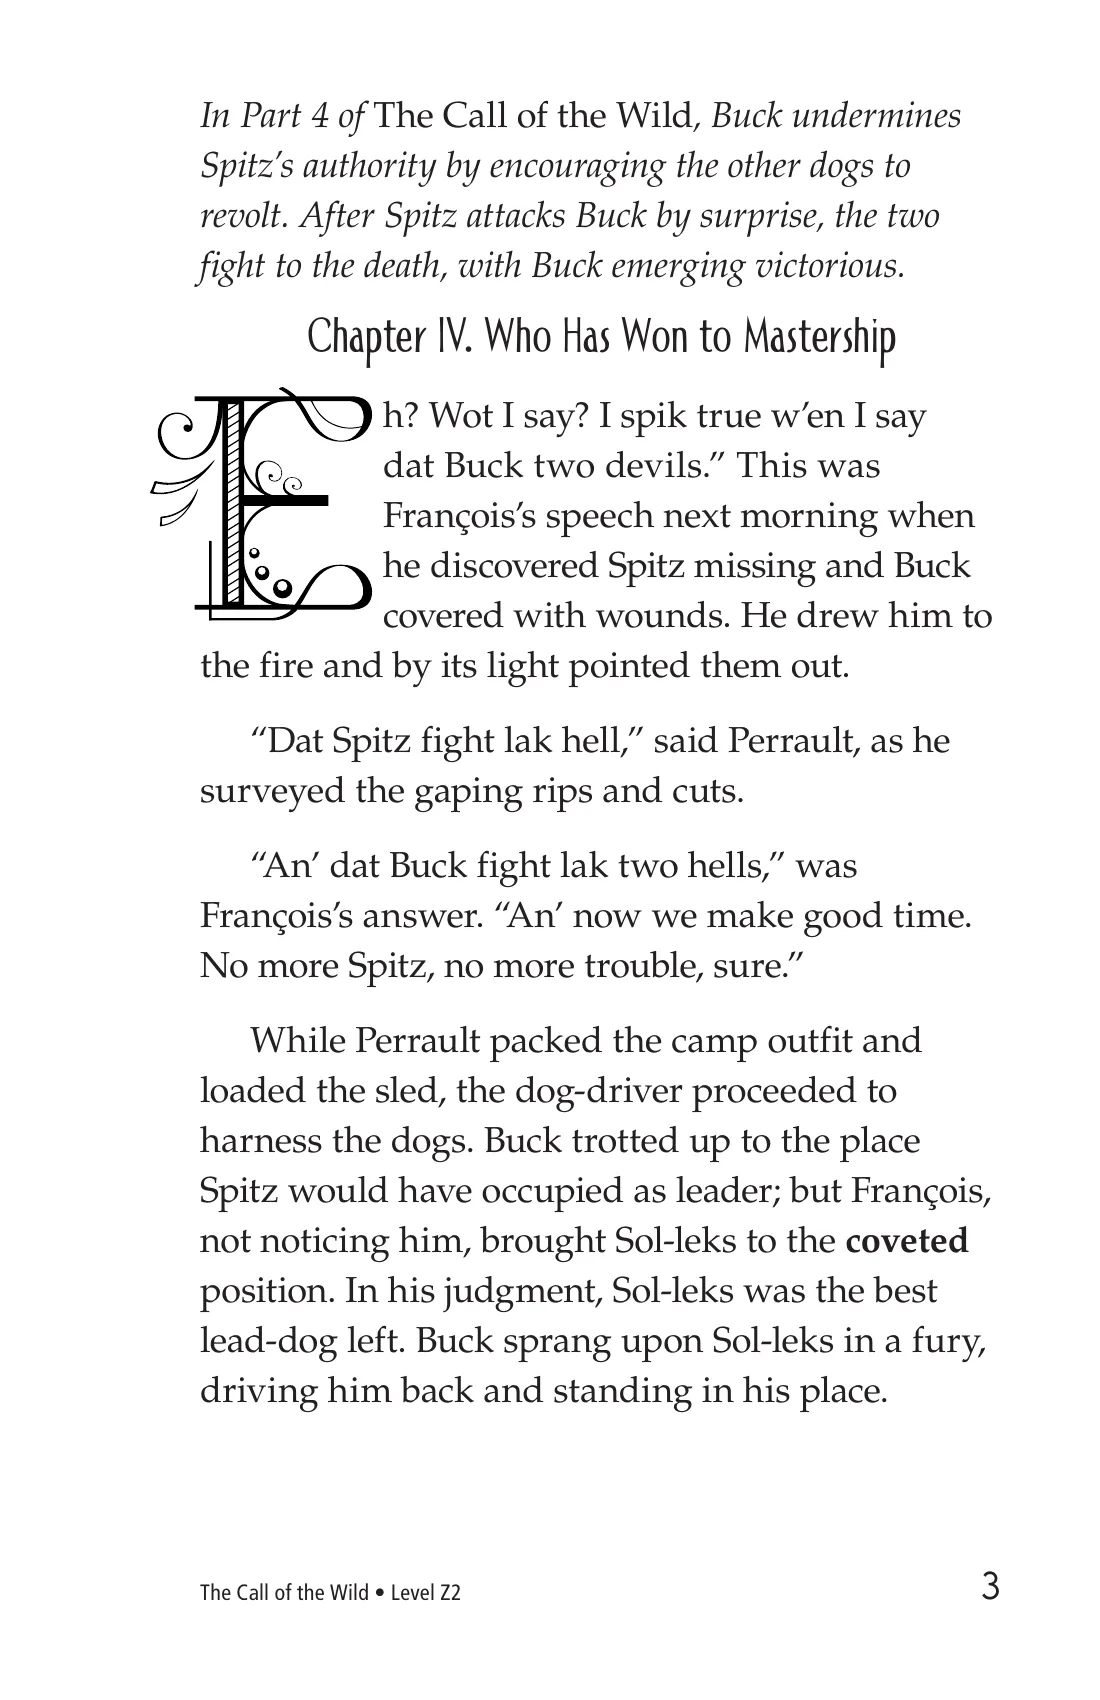 In Part 4 of The Call of the Wild, Buck undermines
Spitz’s authority by encouraging the other dogs to
revolt. After Spitz attacks Buck by surprise, the two
fight to the death, with Buck emerging victorious.
Chapter IV. Who Has Won to Mastership
Eh? Wot I say? I spik true w’en I say
dat Buck two devils.” This was
François’s speech next morning when
he discovered Spitz missing and Buck
covered with wounds. He drew him to
the fire and by its light pointed them out.
“Dat Spitz fight lak hell,” said Perrault, as he
surveyed the gaping rips and cuts.
“An’ dat Buck fight lak two hells,” was
François’s answer. “An’ now we make good time.
No more Spitz, no more trouble, sure.”
While Perrault packed the camp outfit and
loaded the sled, the dog-driver proceeded to
harness the dogs. Buck trotted up to the place
Spitz would have occupied as leader; but François,
not noticing him, brought Sol-leks to the coveted
position. In his judgment, Sol-leks was the best
lead-dog left. Buck sprang upon Sol-leks in a fury,
driving him back and standing in his place.
The Call of the Wild • Level Z2
3